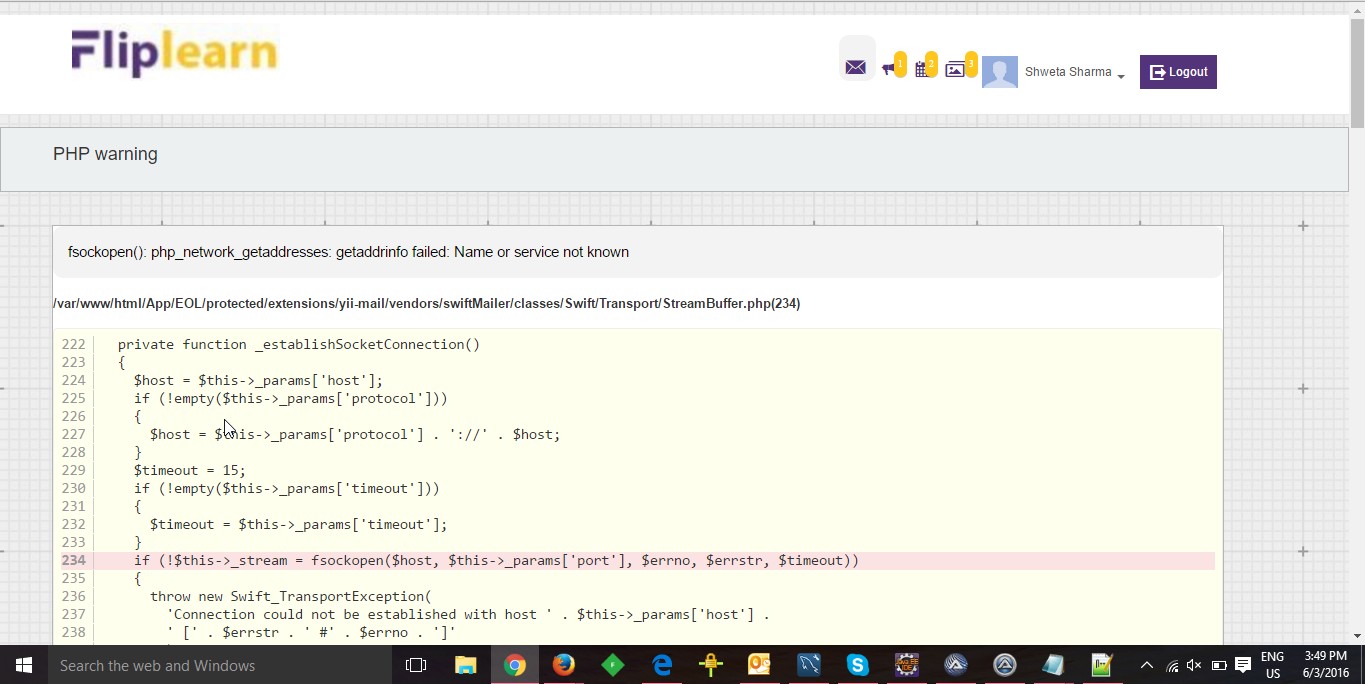 Fliplearn
1
2
3
Shweta Sharma
Logout
PHP warning
fsockopen(): php_network_getaddresses: getaddrinfo failed: Name or service not known
/var/www/html/App/EOL/protected/extensions/yii-mail/vendors/swiftMailer/classes/Swift/Transport/StreamBuffer.php(234)
222 private function _establishSocketConnection()
223 {
224 $host = $this->_params['host'];
225 if (!empty($this->_params['protocol']))
226 {
227 $host = $this->_params['protocol'] . '://' . $host;
228 }
229 $timeout = 15;
230 if (!empty($this->_params['timeout']))
231 {
232 $timeout = $this->_params['timeout'];
233 }
234 if (!$this->_stream = fsockopen($host, $this->_params['port'], $errno, $errstr, $timeout))
235 {
236 throw new Swift_TransportException(
237 'Connection could not be established with host ' . $this->_params['host'] .
238 ' [' . $errstr . ' #' . $errno . ']'
Search the web and Windows
ENG
US
3:49 PM
6/3/2016